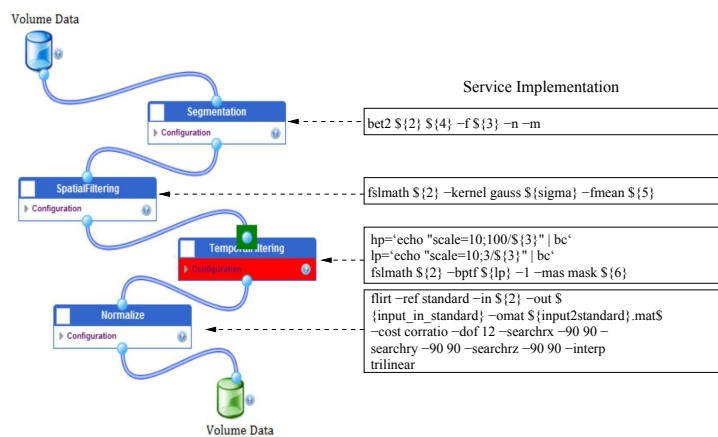 Volume Data
Service Implementation
Segmentation
Configuration
bet2 ${2} ${4} −f ${3} −n −m
SpatialFiltering
Configuration
fslmath ${2} −kernel gauss ${sigma} −fmean ${5}
TemporalFiltering
Configuration
hp=‘echo "scale=10;100/${3}" | bc‘
lp=‘echo "scale=10;3/${3}" | bc‘
fslmath ${2} −bptf ${lp} −1 −mas mask ${6}
Normalize
Configuration
flirt −ref standard −in ${2} −out $
{input_in_standard} −omat ${input2standard}.mat$
−cost corratio −dof 12 −searchrx −90 90 −
searchry −90 90 −searchrz −90 90 −interp
trilinear
Volume Data